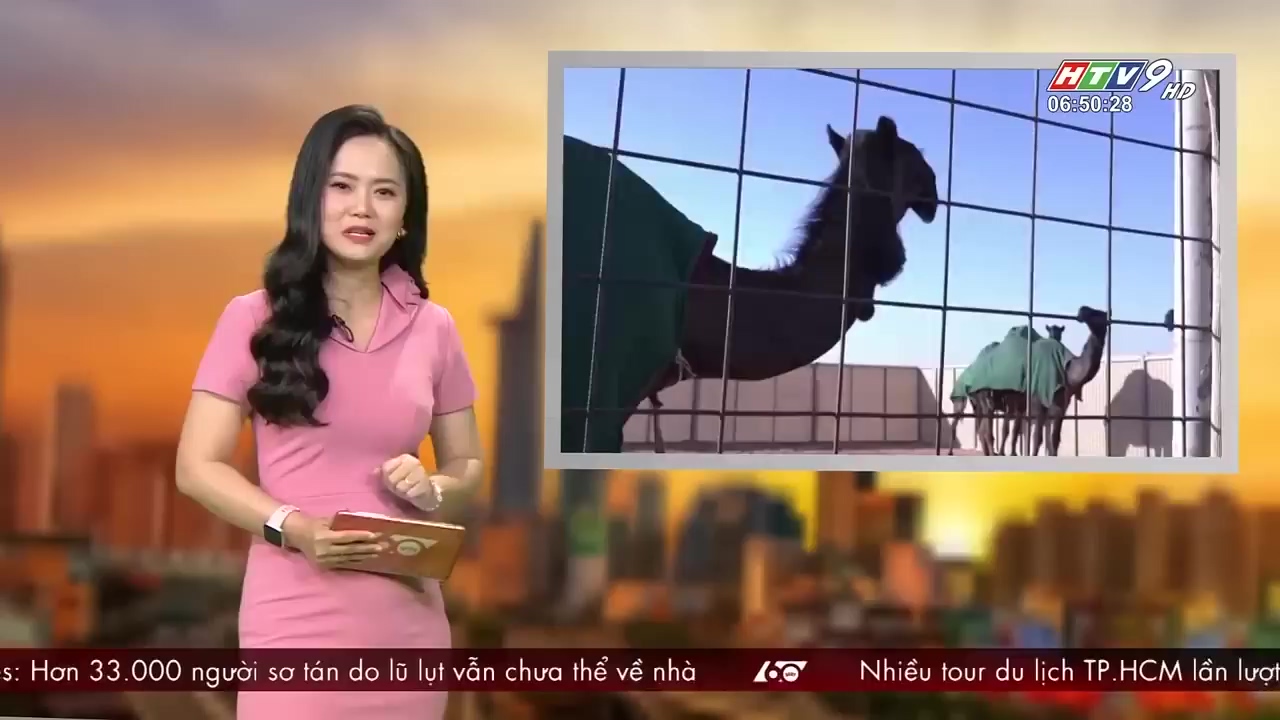 HTV9 HD
06:50:28
s: Hơn 33.000 người sơ tán do lũ lụt vẫn chưa thể về nhà 60 Nhiều tour du lịch TP.HCM lần lượt